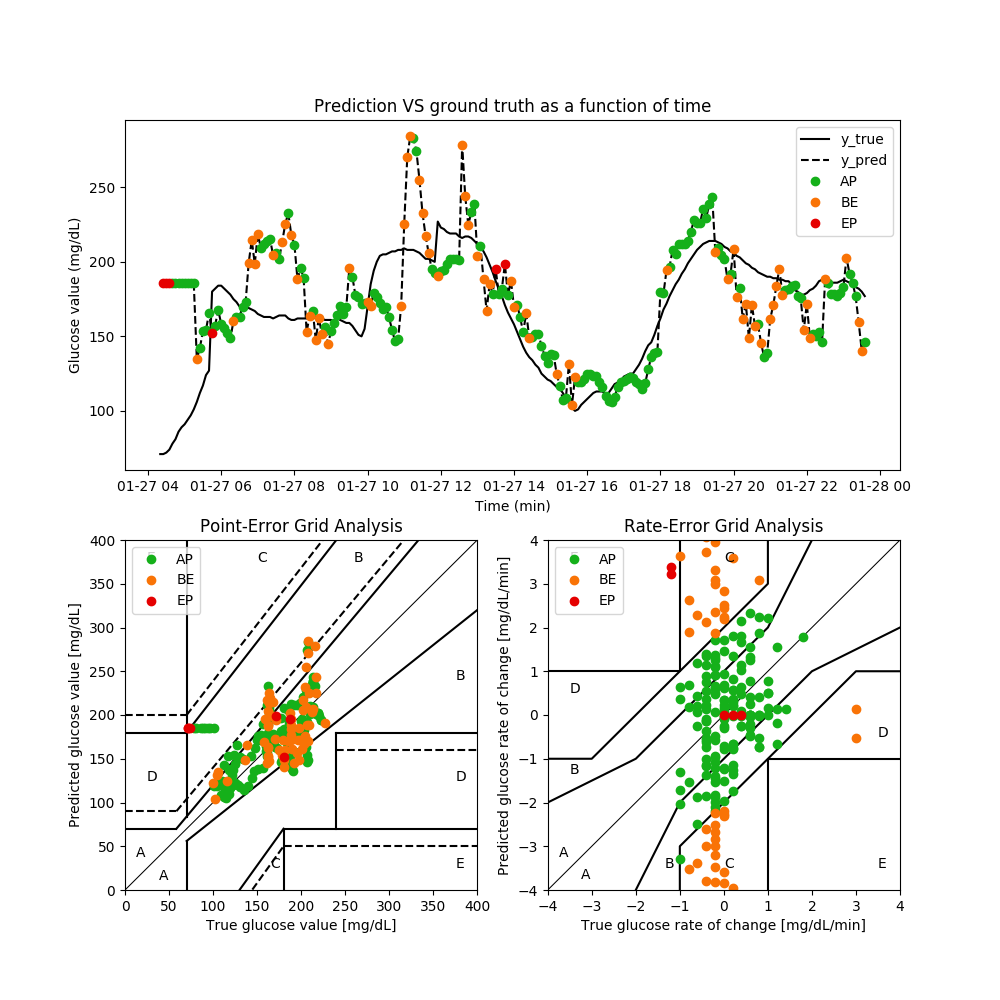 Prediction VS ground truth as a function of time
Glucose value (mg/dL)
250
200
150
100
y_true
y_pred
AP
BE
EP
01-27 04 01-27 06 01-27 08 01-27 10 01-27 12 01-27 14 01-27 16 01-27 18 01-27 20 01-27 22 01-28 00
Time (min)
Point-Error Grid Analysis
Predicted glucose value [mg/dL]
400
350
300
250
200
150
100
50
0
AP
BE
EP
C
B
B
D
D
A
A
C
E
0 50 100 150 200 250 300 350 400
True glucose value [mg/dL]
Rate-Error Grid Analysis
Predicted glucose rate of change [mg/dL/min]
4
3
2
1
0
−1
−2
−3
−4
AP
BE
EP
C
D
D
B
A
A
B
C
E
−4 −3 −2 −1 0 1 2 3 4
True glucose rate of change [mg/dL/min]